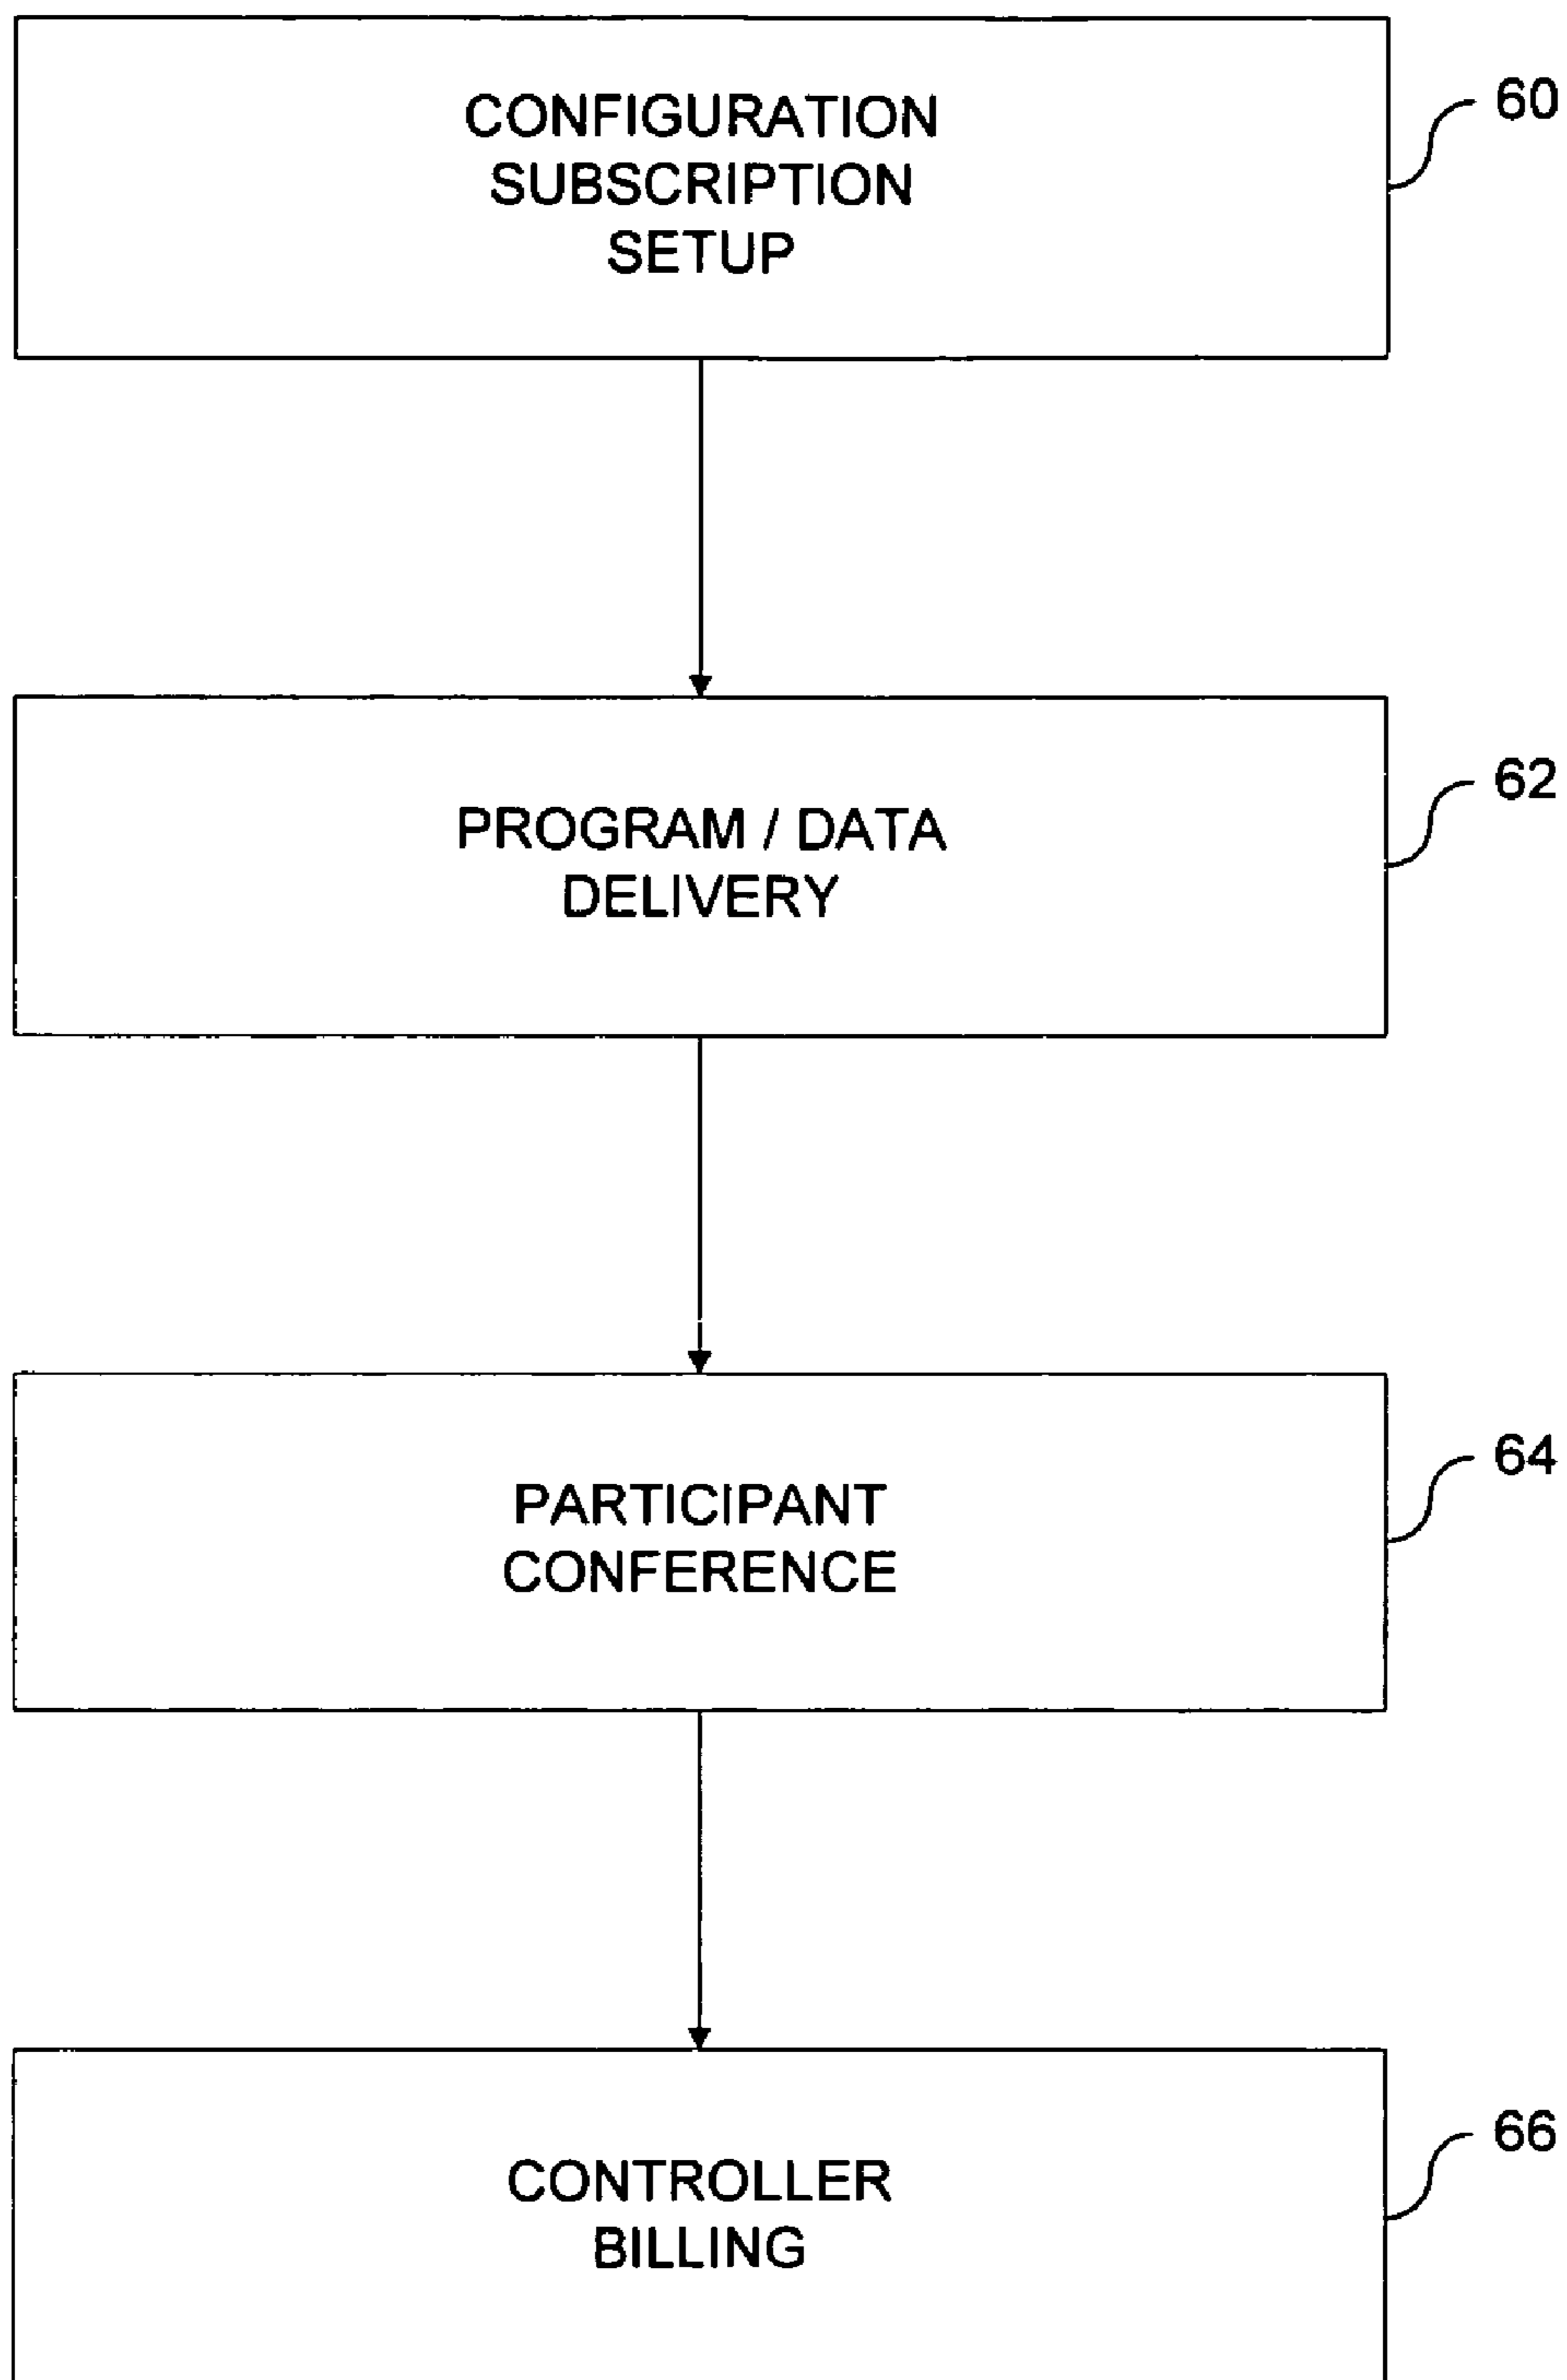 CONFIGURATION
SUBSCRIPTION
SETUP
60
PROGRAM / DATA
DELIVERY
62
PARTICIPANT
CONFERENCE
64
CONTROLLER
BILLING
66